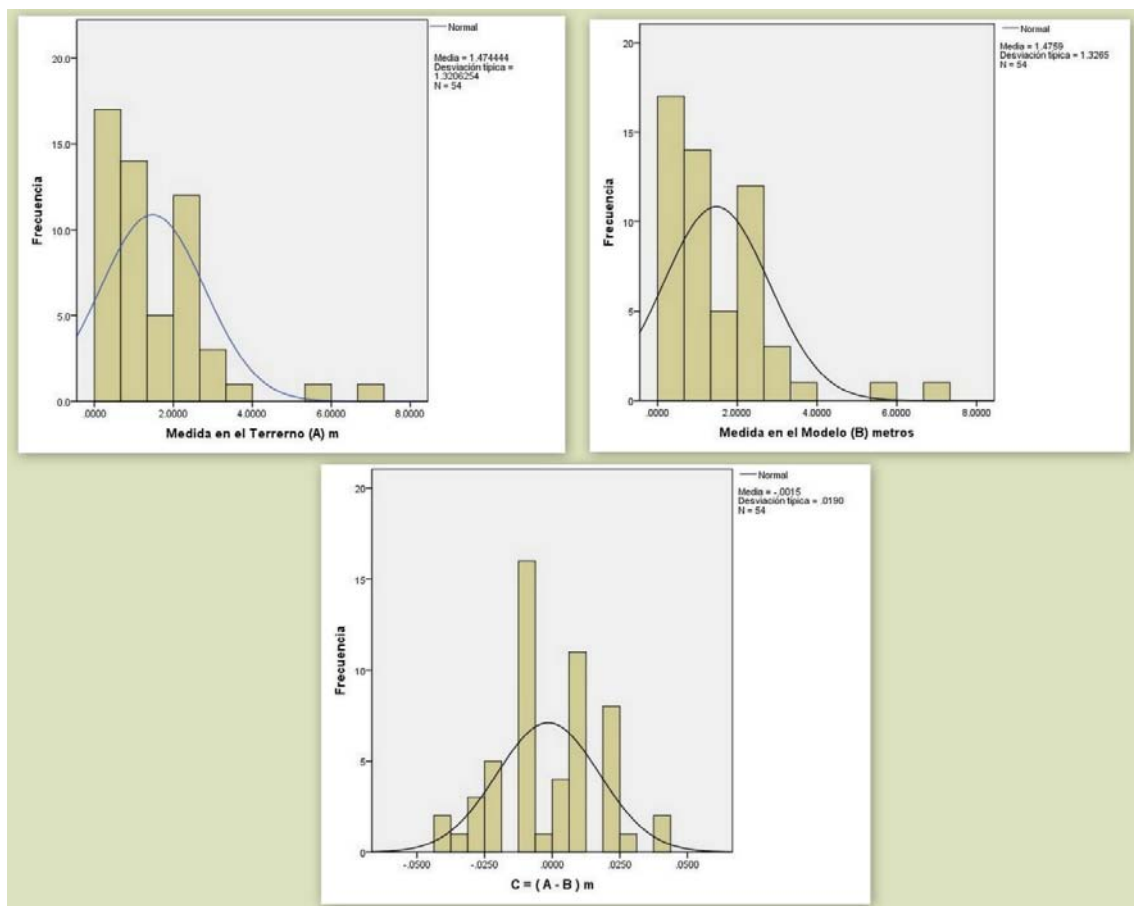 Normal
Media = 1.474444
Desviación típica =
1.3206254
N = 54
20.0
15.0
10.0
5.0
0.0
Frecuencia
.0000 2.0000 4.0000 6.0000 8.0000
Medida en el Terrerno (A) m
Normal
Media = 1.4759
Desviación típica = 1.3265
N = 54
20
15
10
5
0
Frecuencia
.0000 2.0000 4.0000 6.0000 8.0000
Medida en el Modelo (B) metros
Normal
Media = -.0015
Desviación típica = .0190
N = 54
20
15
10
5
0
Frecuencia
-.0500 -.0250 .0000 .0250 .0500
C = ( A - B ) m